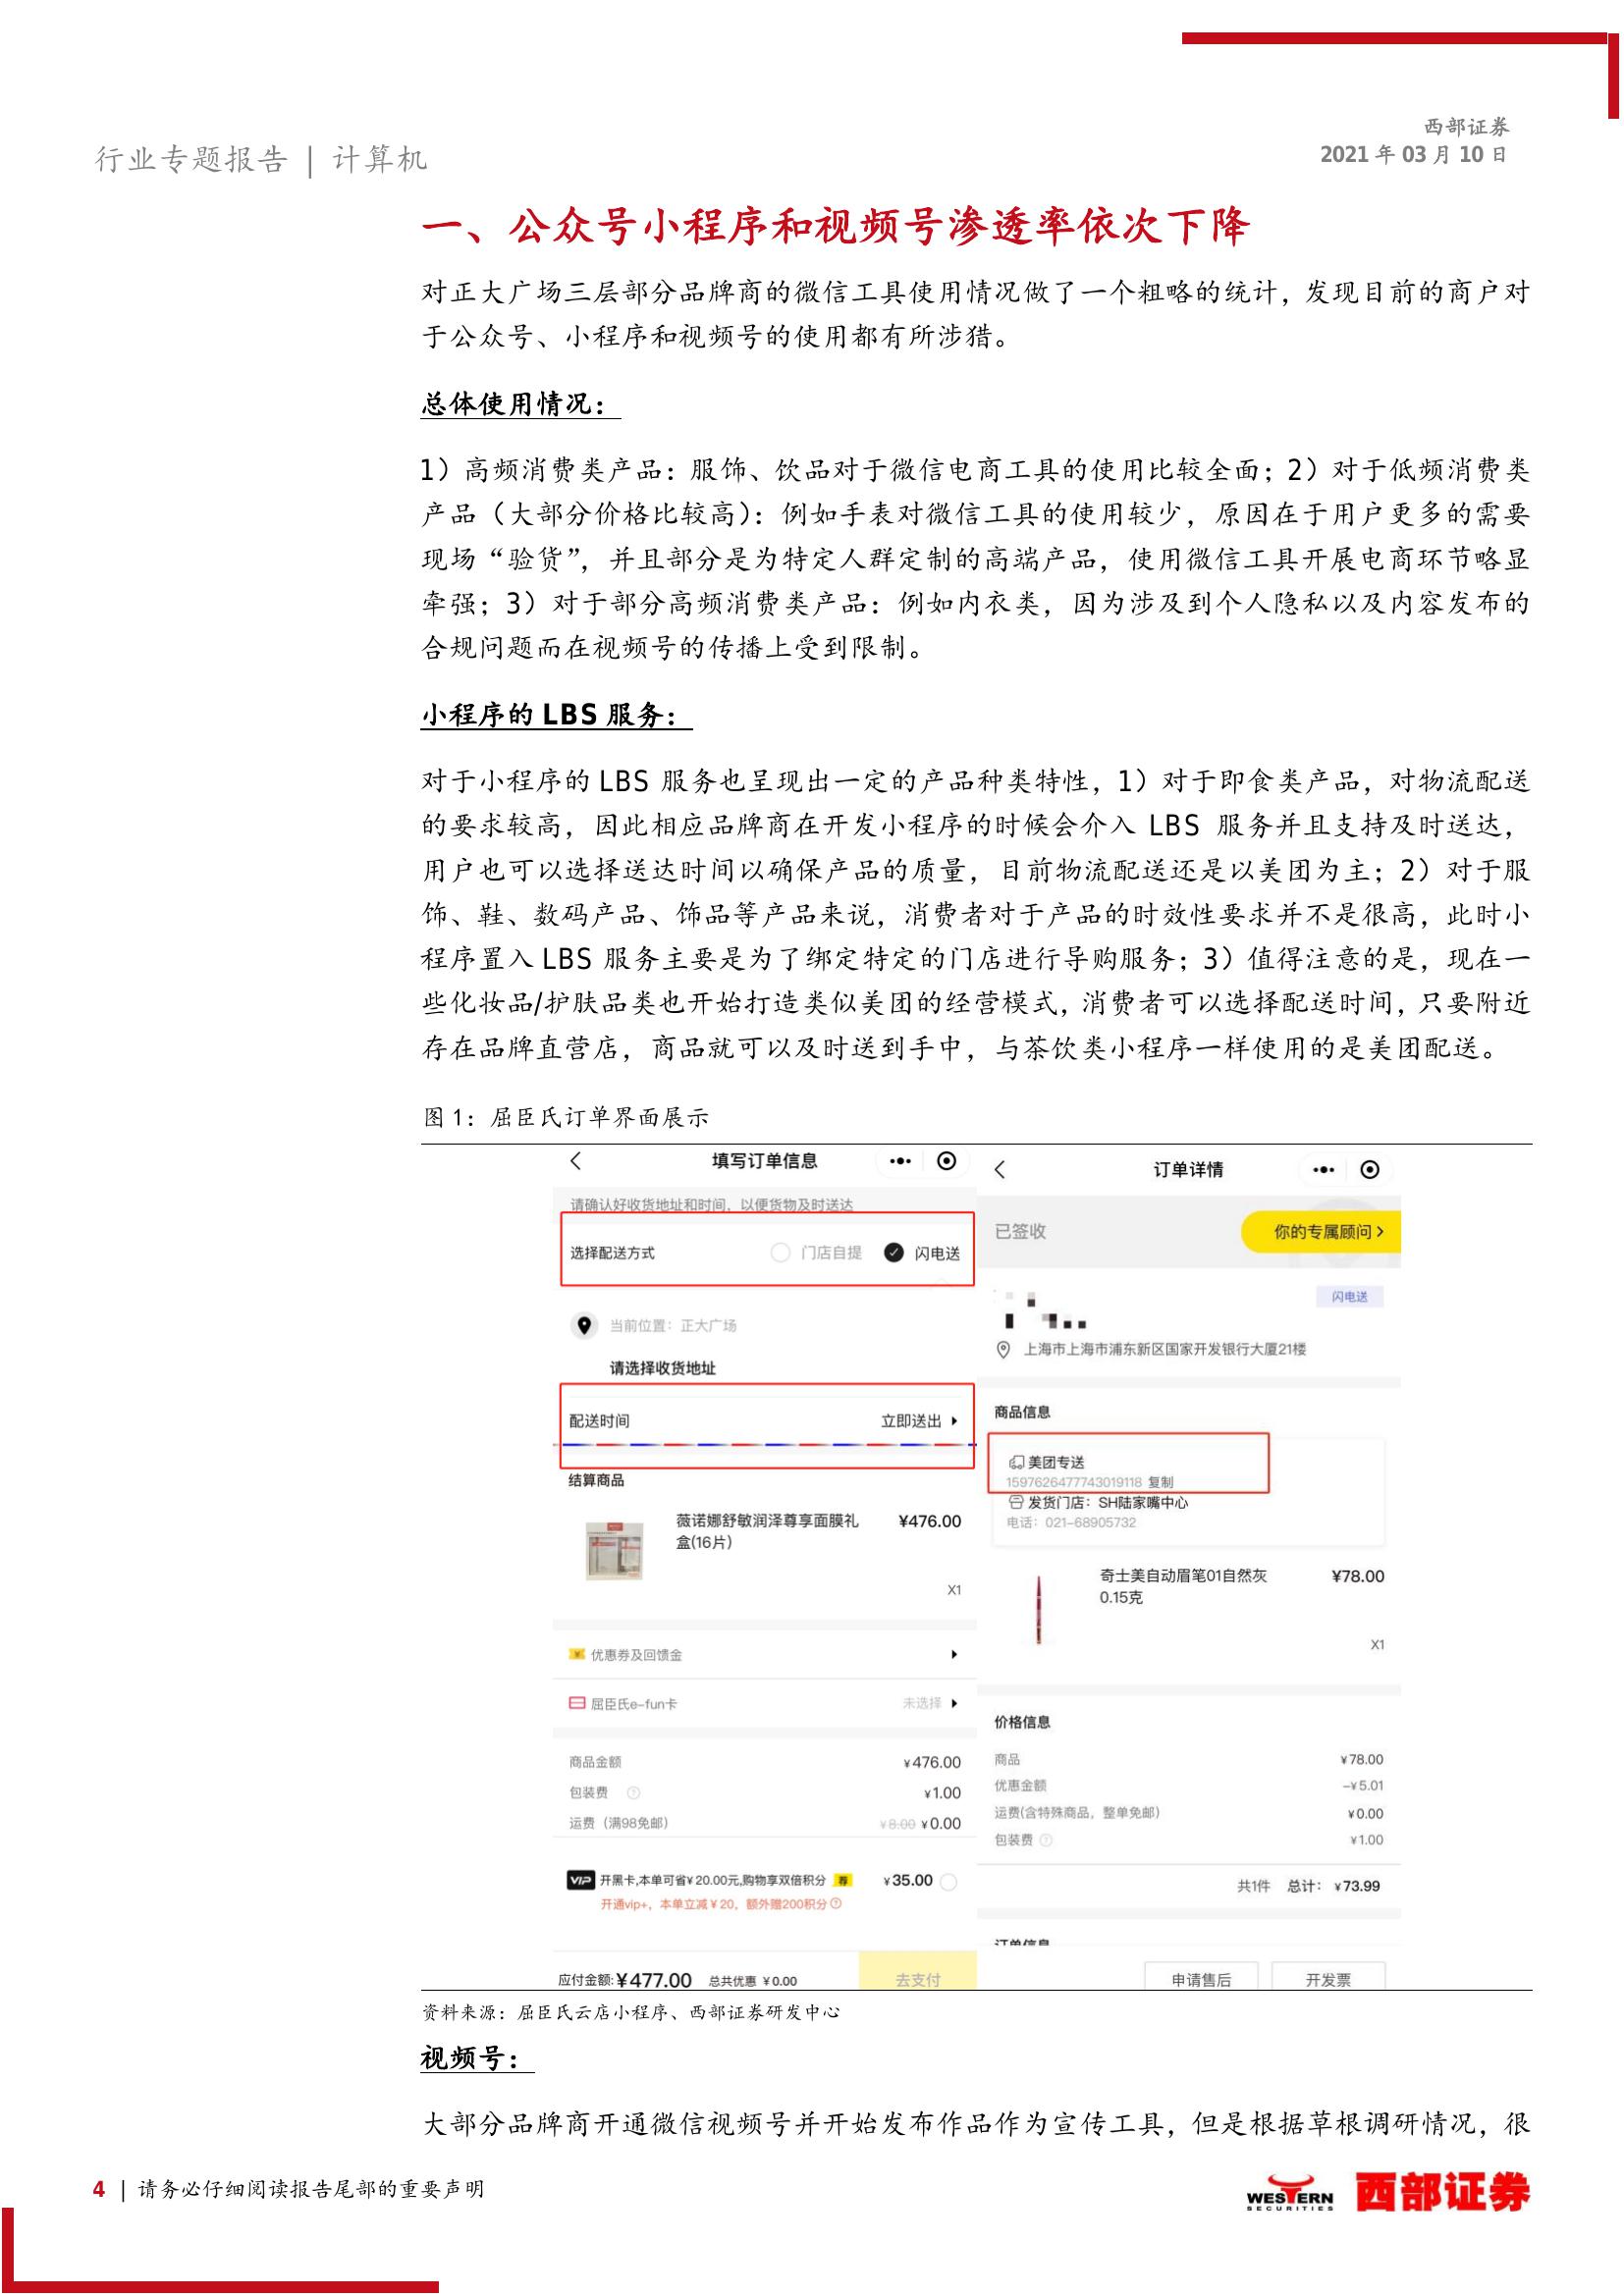 西部证券
行业专题报告 | 计算机
2021 年 03 月 10 日
一、公众号小程序和视频号渗透率依次下降
对正大广场三层部分品牌商的微信工具使用情况做了一个粗略的统计，发现目前的商户对
于公众号、小程序和视频号的使用都有所涉猎。
总体使用情况：
1）高频消费类产品：服饰、饮品对于微信电商工具的使用比较全面；2）对于低频消费类
产品（大部分价格比较高）：例如手表对微信工具的使用较少，原因在于用户更多的需要
现场“验货”，并且部分是为特定人群定制的高端产品，使用微信工具开展电商环节略显
牵强；3）对于部分高频消费类产品：例如内衣类，因为涉及到个人隐私以及内容发布的
合规问题而在视频号的传播上受到限制。
小程序的 LBS 服务：
对于小程序的 LBS 服务也呈现出一定的产品种类特性，1）对于即食类产品，对物流配送
的要求较高，因此相应品牌商在开发小程序的时候会介入 LBS 服务并且支持及时送达，
用户也可以选择送达时间以确保产品的质量，目前物流配送还是以美团为主；2）对于服
饰、鞋、数码产品、饰品等产品来说，消费者对于产品的时效性要求并不是很高，此时小
程序置入 LBS 服务主要是为了绑定特定的门店进行导购服务；3）值得注意的是，现在一
些化妆品/护肤品类也开始打造类似美团的经营模式，消费者可以选择配送时间，只要附近
存在品牌直营店，商品就可以及时送到手中，与茶饮类小程序一样使用的是美团配送。
图 1：屈臣氏订单界面展示
填写订单信息
请确认好收货地址和时间，以便货物及时送达
选择配送方式 门店自提 闪电送
当前位置：正大广场
请选择收货地址
配送时间 立即送出
结算商品
薇诺娜舒敏润泽尊享面膜礼 ¥476.00
盒(16片)
X1
优惠券及回馈金
屈臣氏e-fun卡 未选择
商品金额 ¥476.00
包装费 ¥1.00
运费（满98免邮） ¥8.00 ¥0.00
VIP 开黑卡,本单可省¥20.00元,购物享双倍积分 荐 ¥35.00
开通vip+，本单立减¥20，额外赠200积分
应付金额:¥477.00 总共优惠 ¥0.00 去支付
订单详情
已签收 你的专属顾问 >
闪电送
上海市上海市浦东新区国家开发银行大厦21楼
商品信息
美团专送
1597626477743019118 复制
发货门店：SH陆家嘴中心
电话：021-68905732
奇士美自动眉笔01自然灰 ¥78.00
0.15克
X1
价格信息
商品 ¥78.00
优惠金额 -¥5.01
运费(含特殊商品，整单免邮) ¥0.00
包装费 ¥1.00
共1件 总计：¥73.99
订单信息
申请售后 开发票
资料来源：屈臣氏云店小程序、西部证券研发中心
视频号：
大部分品牌商开通微信视频号并开始发布作品作为宣传工具，但是根据草根调研情况，很
4 | 请务必仔细阅读报告尾部的重要声明
WESTERN
SECURITIES
西部证券